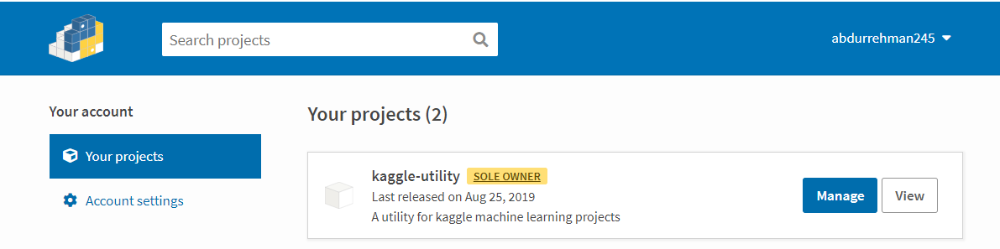 Search projects
abdurrehman245
Your account
Your projects
Account settings
Your projects (2)
kaggle-utility SOLE OWNER
Last released on Aug 25, 2019
A utility for kaggle machine learning projects
Manage
View